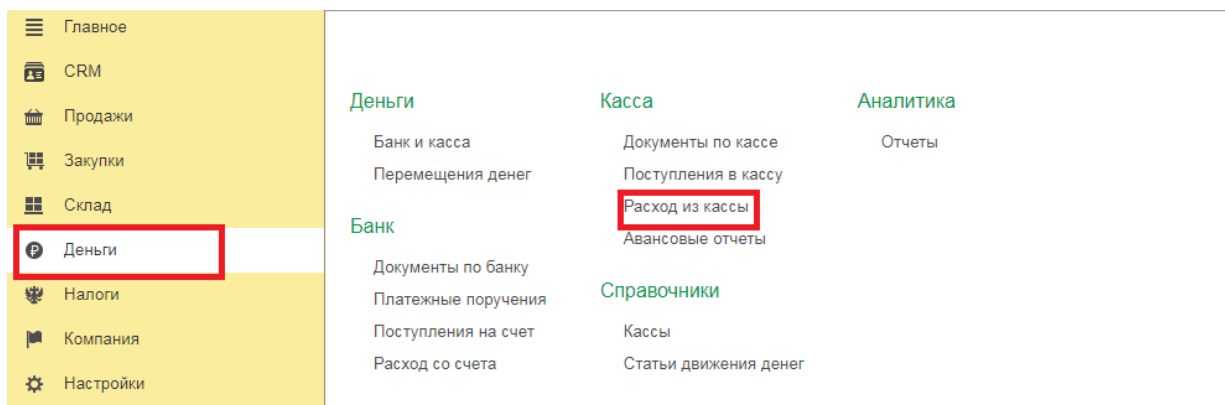 Главное
CRM
Продажи
Закупки
Склад
Деньги
Налоги
Компания
Настройки
Деньги
Банк и касса
Перемещения денег
Банк
Документы по банку
Платежные поручения
Поступления на счет
Расход со счета
Касса
Документы по кассе
Поступления в кассу
Расход из кассы
Авансовые отчеты
Справочники
Кассы
Статьи движения денег
Аналитика
Отчеты